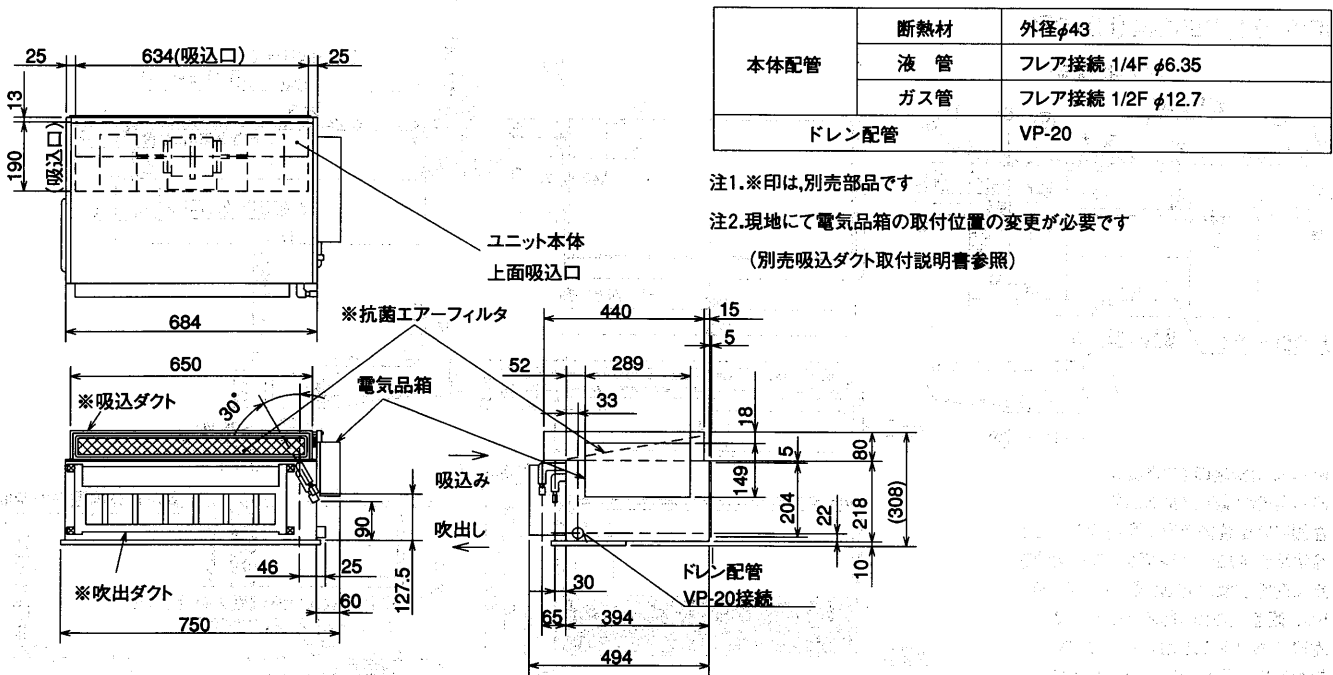 25
634(吸込口)
25
13
190
(吸込口)
ユニット本体
上面吸込口
684
本体配管
断熱材
外径φ43
液 管
フレア接続 1/4F φ6.35
ガス管
フレア接続 1/2F φ12.7
ドレン配管
VP-20
注1.※印は,別売部品です
注2.現地にて電気品箱の取付位置の変更が必要です
(別売吸込ダクト取付説明書参照)
※抗菌エアーフィルタ
650
※吸込ダクト
30°
電気品箱
吸込み
吹出し
90
127.5
46
25
60
※吹出ダクト
750
440
15
5
52
289
33
18
5
80
149
204
22
218
(308)
10
30
ドレン配管
VP-20接続
65
394
494